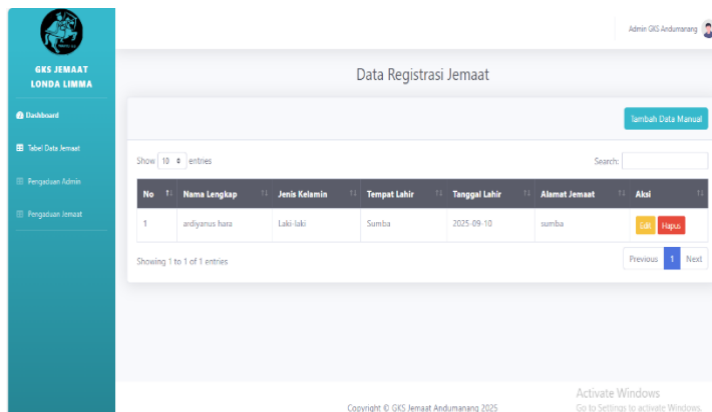 Admin GKS Andumanang
GKS JEMAAT
LONDA LIMMA
Dashboard
Tabel Data Jemaat
Pengaduan Admin
Pengaduan Jemaat
Data Registrasi Jemaat
Tambah Data Manual
Show 10 entries
Search:
No Nama Lengkap Jenis Kelamin Tempat Lahir Tanggal Lahir Alamat Jemaat Aksi
1 ardiyanus hara Laki-laki Sumba 2025-09-10 sumba Edit Hapus
Showing 1 to 1 of 1 entries
Previous 1 Next
Copyright © GKS Jemaat Andumanang 2025
Activate Windows
Go to Settings to activate Windows.